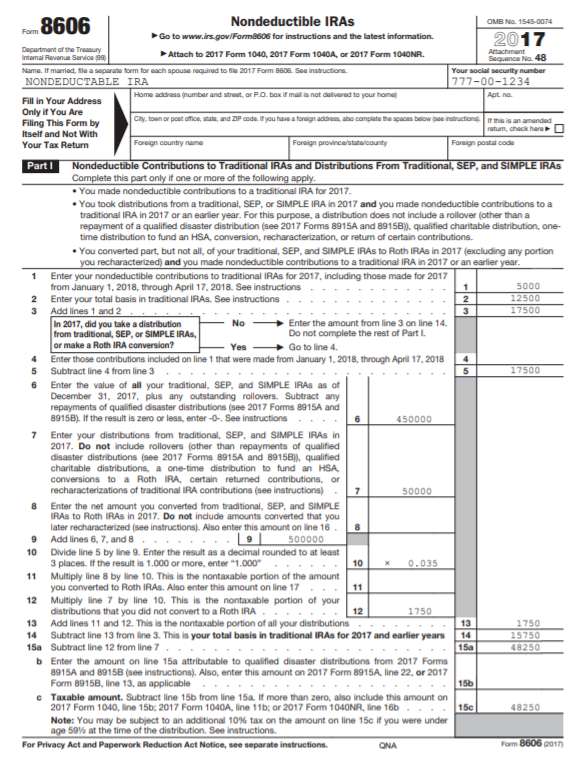 Form 8606
Department of the Treasury
Internal Revenue Service (99)
Nondeductible IRAs
▶ Go to www.irs.gov/Form8606 for instructions and the latest information.
▶ Attach to 2017 Form 1040, 2017 Form 1040A, or 2017 Form 1040NR.
OMB No. 1545-0074
2017
Attachment
Sequence No. 48
Name. If married, file a separate form for each spouse required to file 2017 Form 8606. See instructions.
NONDEDUCTABLE IRA
Your social security number
777-00-1234
Fill in Your Address
Only if You Are
Filing This Form by
Itself and Not With
Your Tax Return
Home address (number and street, or P.O. box if mail is not delivered to your home)
Apt. no.
City, town or post office, state, and ZIP code. If you have a foreign address, also complete the spaces below (see instructions).
If this is an amended
return, check here ▶
Foreign country name
Foreign province/state/county
Foreign postal code
Part I Nondeductible Contributions to Traditional IRAs and Distributions From Traditional, SEP, and SIMPLE IRAs
Complete this part only if one or more of the following apply.
• You made nondeductible contributions to a traditional IRA for 2017.
• You took distributions from a traditional, SEP, or SIMPLE IRA in 2017 and you made nondeductible contributions to a
traditional IRA in 2017 or an earlier year. For this purpose, a distribution does not include a rollover (other than a
repayment of a qualified disaster distribution (see 2017 Forms 8915A and 8915B)), qualified charitable distribution, one-
time distribution to fund an HSA, conversion, recharacterization, or return of certain contributions.
• You converted part, but not all, of your traditional, SEP, and SIMPLE IRAs to Roth IRAs in 2017 (excluding any portion
you recharacterized) and you made nondeductible contributions to a traditional IRA in 2017 or an earlier year.
1 Enter your nondeductible contributions to traditional IRAs for 2017, including those made for 2017
from January 1, 2018, through April 17, 2018. See instructions 1 5000
2 Enter your total basis in traditional IRAs. See instructions 2 12500
3 Add lines 1 and 2 3 17500
In 2017, did you take a distribution
from traditional, SEP, or SIMPLE IRAs,
or make a Roth IRA conversion?
No ▶ Enter the amount from line 3 on line 14.
Do not complete the rest of Part I.
Yes ▶ Go to line 4.
4 Enter those contributions included on line 1 that were made from January 1, 2018, through April 17, 2018 4
5 Subtract line 4 from line 3 5 17500
6 Enter the value of all your traditional, SEP, and SIMPLE IRAs as of
December 31, 2017, plus any outstanding rollovers. Subtract any
repayments of qualified disaster distributions (see 2017 Forms 8915A and
8915B). If the result is zero or less, enter -0-. See instructions 6 450000
7 Enter your distributions from traditional, SEP, and SIMPLE IRAs in
2017. Do not include rollovers (other than repayments of qualified
disaster distributions (see 2017 Forms 8915A and 8915B)), qualified
charitable distributions, a one-time distribution to fund an HSA,
conversions to a Roth IRA, certain returned contributions, or
recharacterizations of traditional IRA contributions (see instructions) 7 50000
8 Enter the net amount you converted from traditional, SEP, and SIMPLE
IRAs to Roth IRAs in 2017. Do not include amounts converted that you
later recharacterized (see instructions). Also enter this amount on line 16 8
9 Add lines 6, 7, and 8 9 500000
10 Divide line 5 by line 9. Enter the result as a decimal rounded to at least
3 places. If the result is 1.000 or more, enter “1.000” 10 × 0.035
11 Multiply line 8 by line 10. This is the nontaxable portion of the amount
you converted to Roth IRAs. Also enter this amount on line 17 11
12 Multiply line 7 by line 10. This is the nontaxable portion of your
distributions that you did not convert to a Roth IRA 12 1750
13 Add lines 11 and 12. This is the nontaxable portion of all your distributions 13 1750
14 Subtract line 13 from line 3. This is your total basis in traditional IRAs for 2017 and earlier years 14 15750
15a Subtract line 12 from line 7 15a 48250
b Enter the amount on line 15a attributable to qualified disaster distributions from 2017 Forms
8915A and 8915B (see instructions). Also, enter this amount on 2017 Form 8915A, line 22, or 2017
Form 8915B, line 13, as applicable 15b
c Taxable amount. Subtract line 15b from line 15a. If more than zero, also include this amount on
2017 Form 1040, line 15b; 2017 Form 1040A, line 11b; or 2017 Form 1040NR, line 16b 15c 48250
Note: You may be subject to an additional 10% tax on the amount on line 15c if you were under
age 59½ at the time of the distribution. See instructions.
For Privacy Act and Paperwork Reduction Act Notice, see separate instructions. QNA Form 8606 (2017)